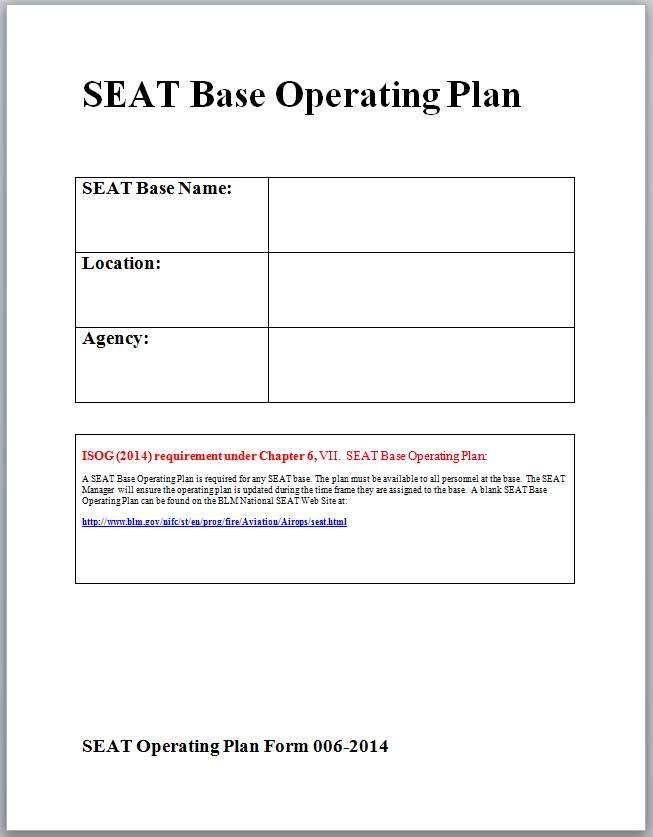 SEAT Base Operating Plan
SEAT Base Name:
Location:
Agency:
ISOG (2014) requirement under Chapter 6, VII. SEAT Base Operating Plan:
A SEAT Base Operating Plan is required for any SEAT base. The plan must be available to all personnel at the base. The SEAT
Manager will ensure the operating plan is updated during the time frame they are assigned to the base. A blank SEAT Base
Operating Plan can be found on the BLM National SEAT Web Site at:
http://www.blm.gov/nifc/st/en/prog/fire/Aviation/Airops/seat.html
SEAT Operating Plan Form 006-2014